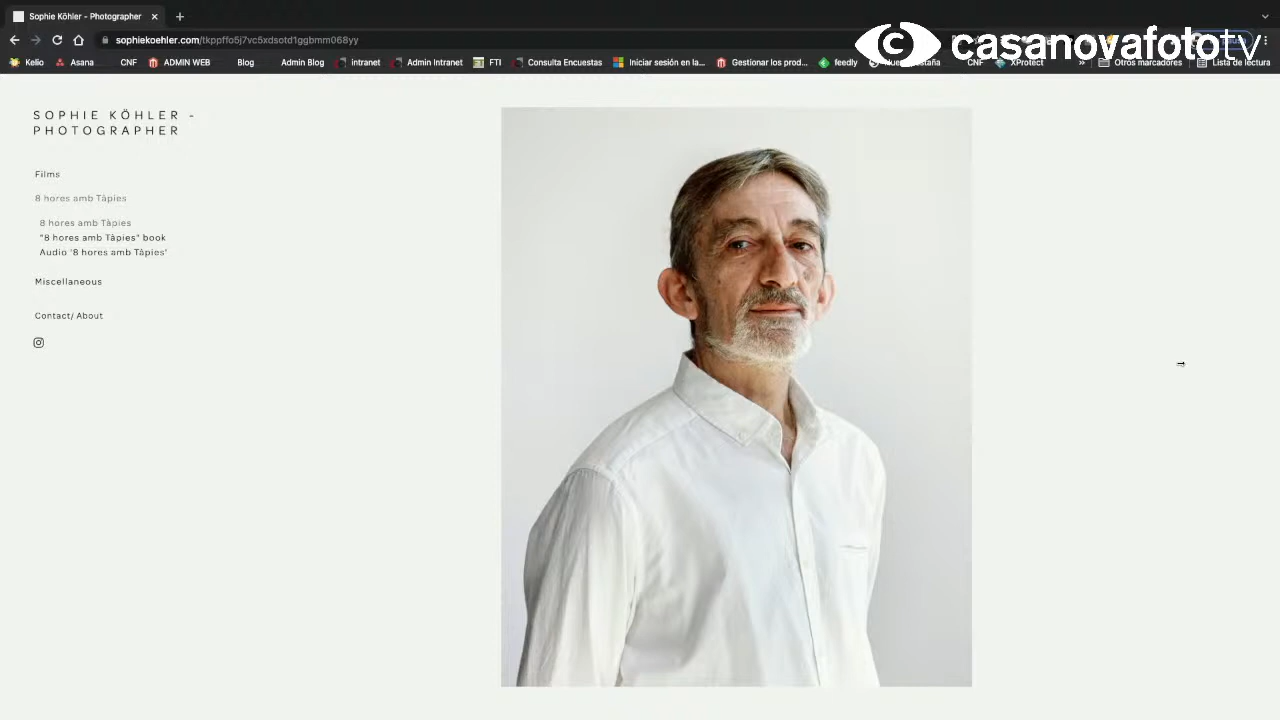 Sophie Köhler - Photographer
sophiekoehler.com/tkppffo5j7vc5xdsotd1ggbmm068yy
casanovafototv
Kelio Asana CNF ADMIN WEB Blog Admin Blog intranet Admin Intranet FTI Consulta Encuestas Iniciar sesión en la... Gestionar los prod... feedly CNF XProtect » Otros marcadores Lista de lectura
SOPHIE KÖHLER -
PHOTOGRAPHER
Films
8 hores amb Tàpies
8 hores amb Tàpies
"8 hores amb Tàpies" book
Audio '8 hores amb Tàpies'
Miscellaneous
Contact/ About